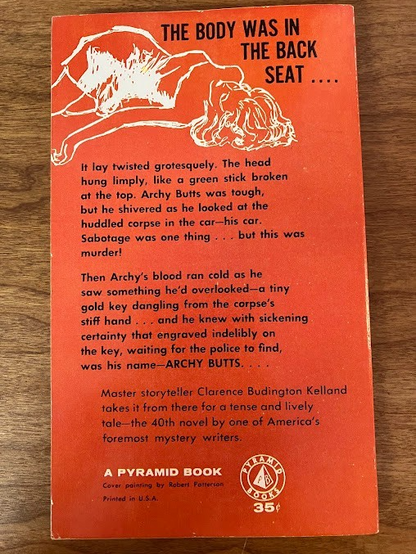 THE BODY WAS IN
THE BACK
SEAT ....
It lay twisted grotesquely. The head
hung limply, like a green stick broken
at the top. Archy Butts was tough,
but he shivered as he looked at the
huddled corpse in the car—his car.
Sabotage was one thing . . . but this was
murder!
Then Archy's blood ran cold as he
saw something he'd overlooked—a tiny
gold key dangling from the corpse's
stiff hand . . . and he knew with sickening
certainty that engraved indelibly on
the key, waiting for the police to find,
was his name—ARCHY BUTTS. . . .
Master storyteller Clarence Budington Kelland
takes it from there for a tense and lively
tale—the 40th novel by one of America's
foremost mystery writers.
A PYRAMID BOOK
Cover painting by Robert Patterson
Printed in U.S.A.
PYRAMID
BOOKS
35¢